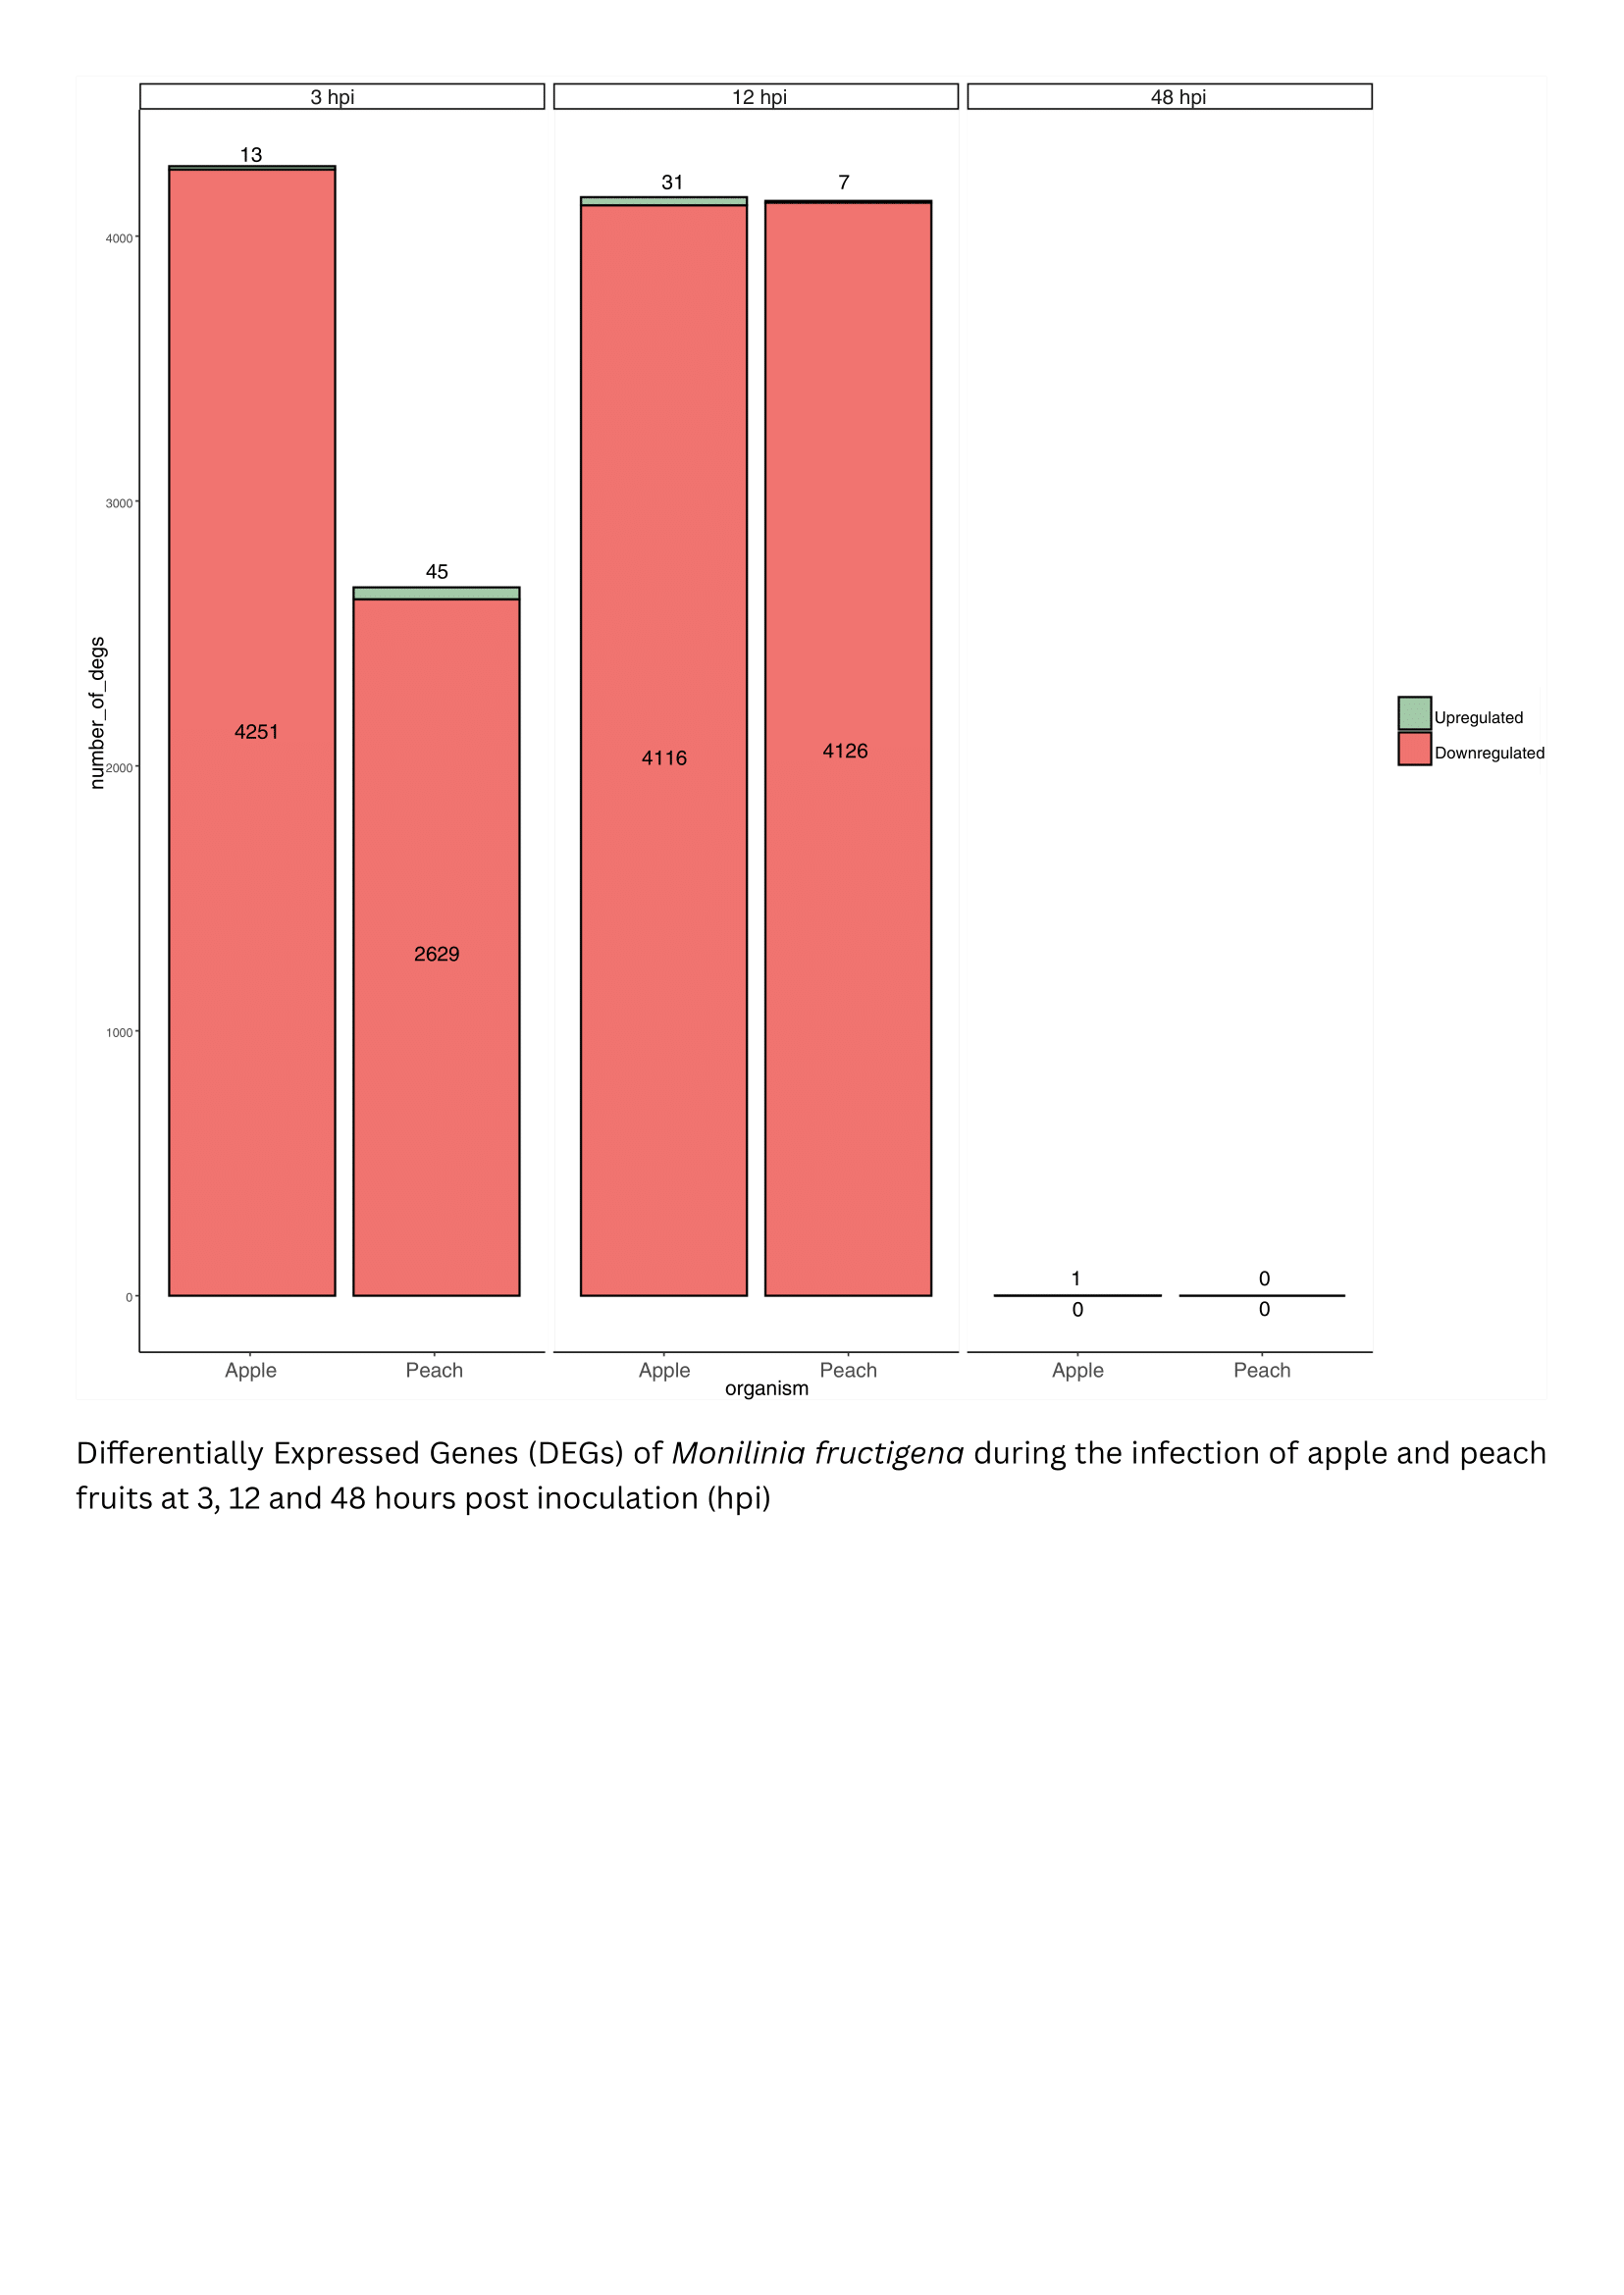 3 hpi
12 hpi
48 hpi
13
31
7
4000
3000
45
number_of_degs
Upregulated
4251
Downregulated
4116
4126
2000
2629
1000
1
0
0
0
0
Apple
Peach
Apple
Peach
Apple
Peach
organism
Differentially Expressed Genes (DEGs) of Monilinia fructigena during the infection of apple and peach
fruits at 3, 12 and 48 hours post inoculation (hpi)